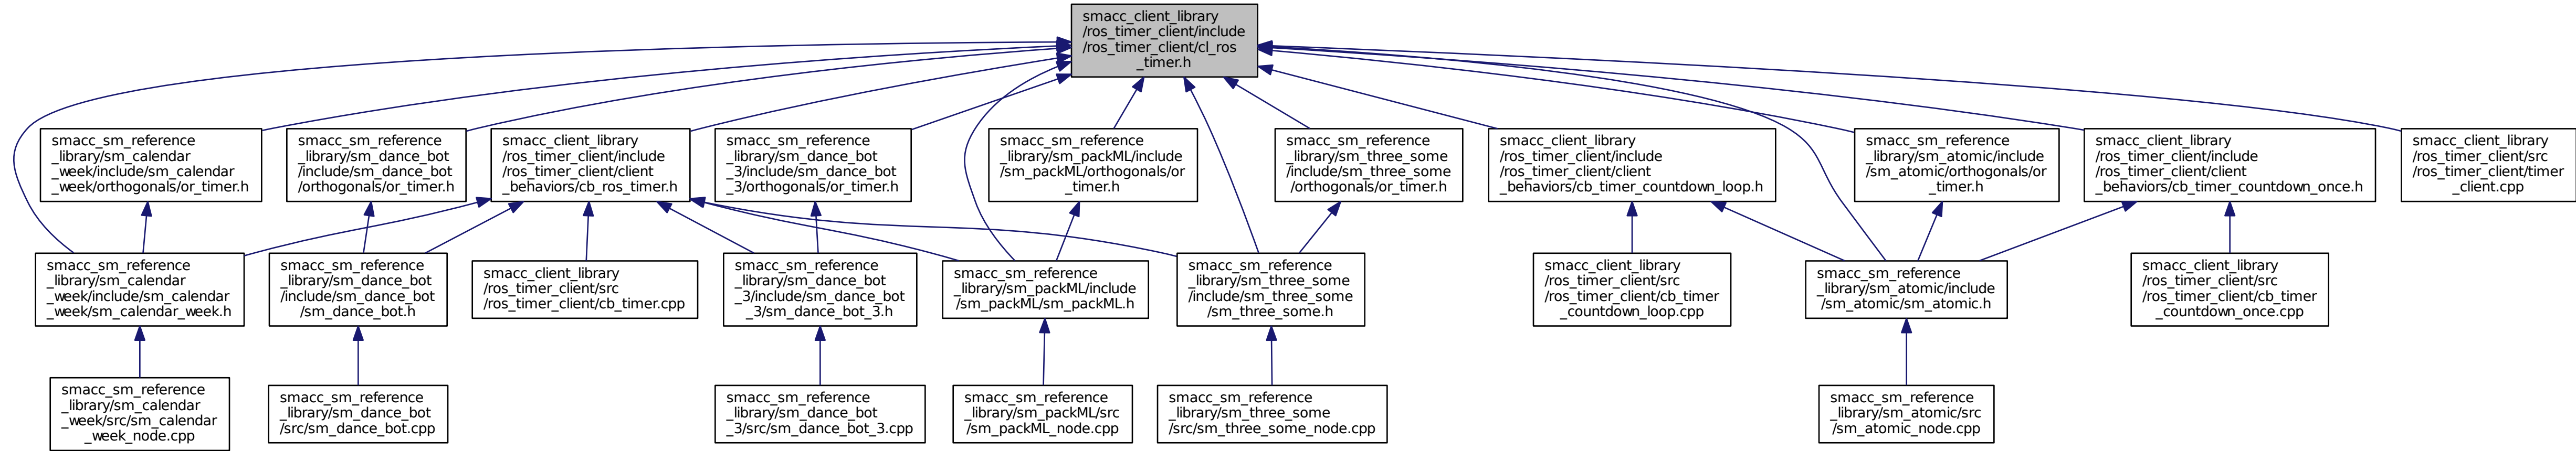 smacc_client_library
/ros_timer_client/include
/ros_timer_client/cl_ros
_timer.h
smacc_sm_reference
_library/sm_calendar
_week/include/sm_calendar
_week/orthogonals/or_timer.h
smacc_sm_reference
_library/sm_dance_bot
/include/sm_dance_bot
/orthogonals/or_timer.h
smacc_client_library
/ros_timer_client/include
/ros_timer_client/client
_behaviors/cb_ros_timer.h
smacc_sm_reference
_library/sm_dance_bot
_3/include/sm_dance_bot
_3/orthogonals/or_timer.h
smacc_sm_reference
_library/sm_packML/include
/sm_packML/orthogonals/or
_timer.h
smacc_sm_reference
_library/sm_three_some
/include/sm_three_some
/orthogonals/or_timer.h
smacc_client_library
/ros_timer_client/include
/ros_timer_client/client
_behaviors/cb_timer_countdown_loop.h
smacc_sm_reference
_library/sm_atomic/include
/sm_atomic/orthogonals/or
_timer.h
smacc_client_library
/ros_timer_client/include
/ros_timer_client/client
_behaviors/cb_timer_countdown_once.h
smacc_client_library
/ros_timer_client/src
/ros_timer_client/timer
_client.cpp
smacc_sm_reference
_library/sm_calendar
_week/include/sm_calendar
_week/sm_calendar_week.h
smacc_sm_reference
_library/sm_dance_bot
/include/sm_dance_bot
/sm_dance_bot.h
smacc_client_library
/ros_timer_client/src
/ros_timer_client/cb_timer.cpp
smacc_sm_reference
_library/sm_dance_bot
_3/include/sm_dance_bot
_3/sm_dance_bot_3.h
smacc_sm_reference
_library/sm_packML/include
/sm_packML/sm_packML.h
smacc_sm_reference
_library/sm_three_some
/include/sm_three_some
/sm_three_some.h
smacc_client_library
/ros_timer_client/src
/ros_timer_client/cb_timer
_countdown_loop.cpp
smacc_sm_reference
_library/sm_atomic/include
/sm_atomic/sm_atomic.h
smacc_client_library
/ros_timer_client/src
/ros_timer_client/cb_timer
_countdown_once.cpp
smacc_sm_reference
_library/sm_calendar
_week/src/sm_calendar
_week_node.cpp
smacc_sm_reference
_library/sm_dance_bot
/src/sm_dance_bot.cpp
smacc_sm_reference
_library/sm_dance_bot
_3/src/sm_dance_bot_3.cpp
smacc_sm_reference
_library/sm_packML/src
/sm_packML_node.cpp
smacc_sm_reference
_library/sm_three_some
/src/sm_three_some_node.cpp
smacc_sm_reference
_library/sm_atomic/src
/sm_atomic_node.cpp